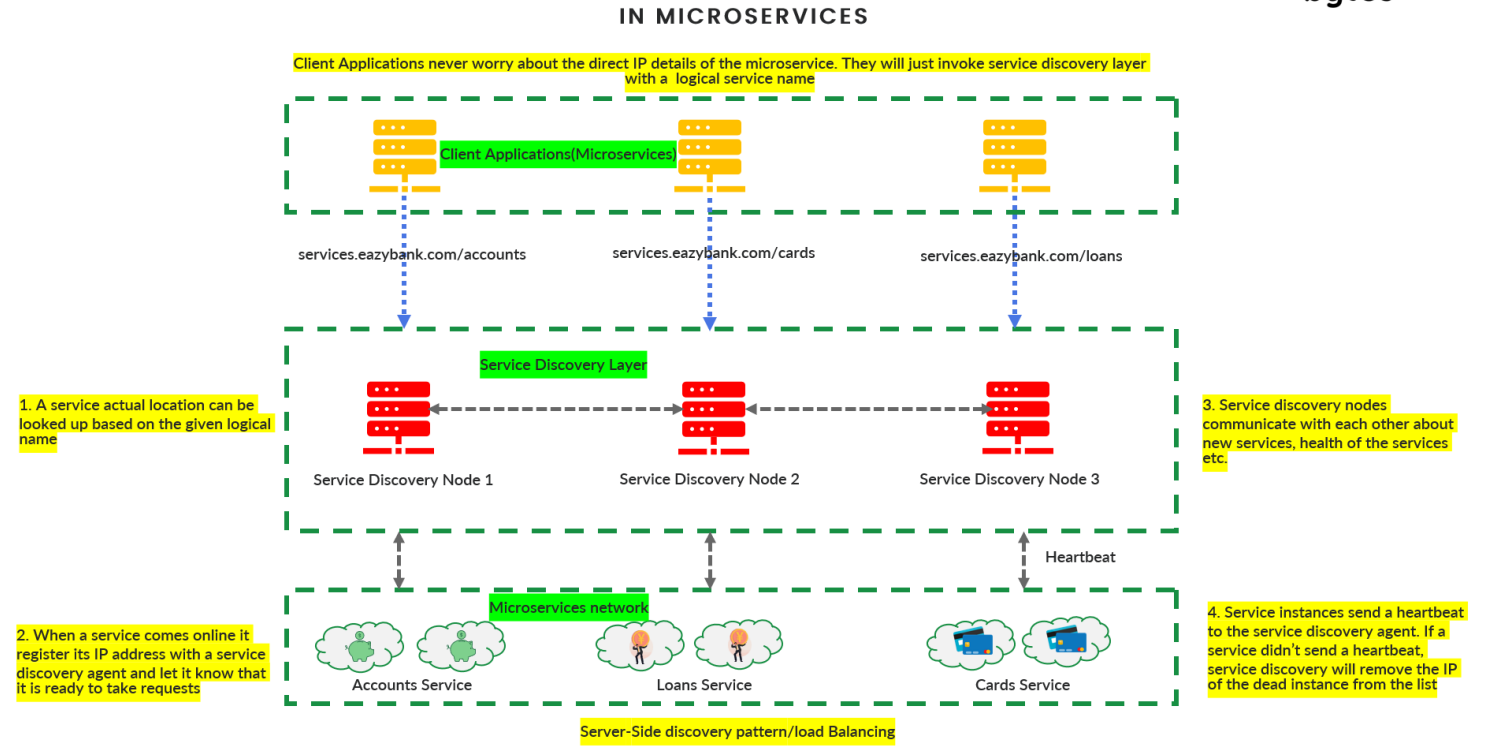 IN MICROSERVICES
Client Applications never worry about the direct IP details of the microservice. They will just invoke service discovery layer
with a logical service name
Client Applications(Microservices)
services.eazybank.com/accounts
services.eazybank.com/cards
services.eazybank.com/loans
Service Discovery Layer
1. A service actual location can be
looked up based on the given logical
name
3. Service discovery nodes
communicate with each other about
new services, health of the services
etc.
Service Discovery Node 1
Service Discovery Node 2
Service Discovery Node 3
Heartbeat
Microservices network
2. When a service comes online it
register its IP address with a service
discovery agent and let it know that
it is ready to take requests
4. Service instances send a heartbeat
to the service discovery agent. If a
service didn't send a heartbeat,
service discovery will remove the IP
of the dead instance from the list
Accounts Service
Loans Service
Cards Service
Server-Side discovery pattern/load Balancing